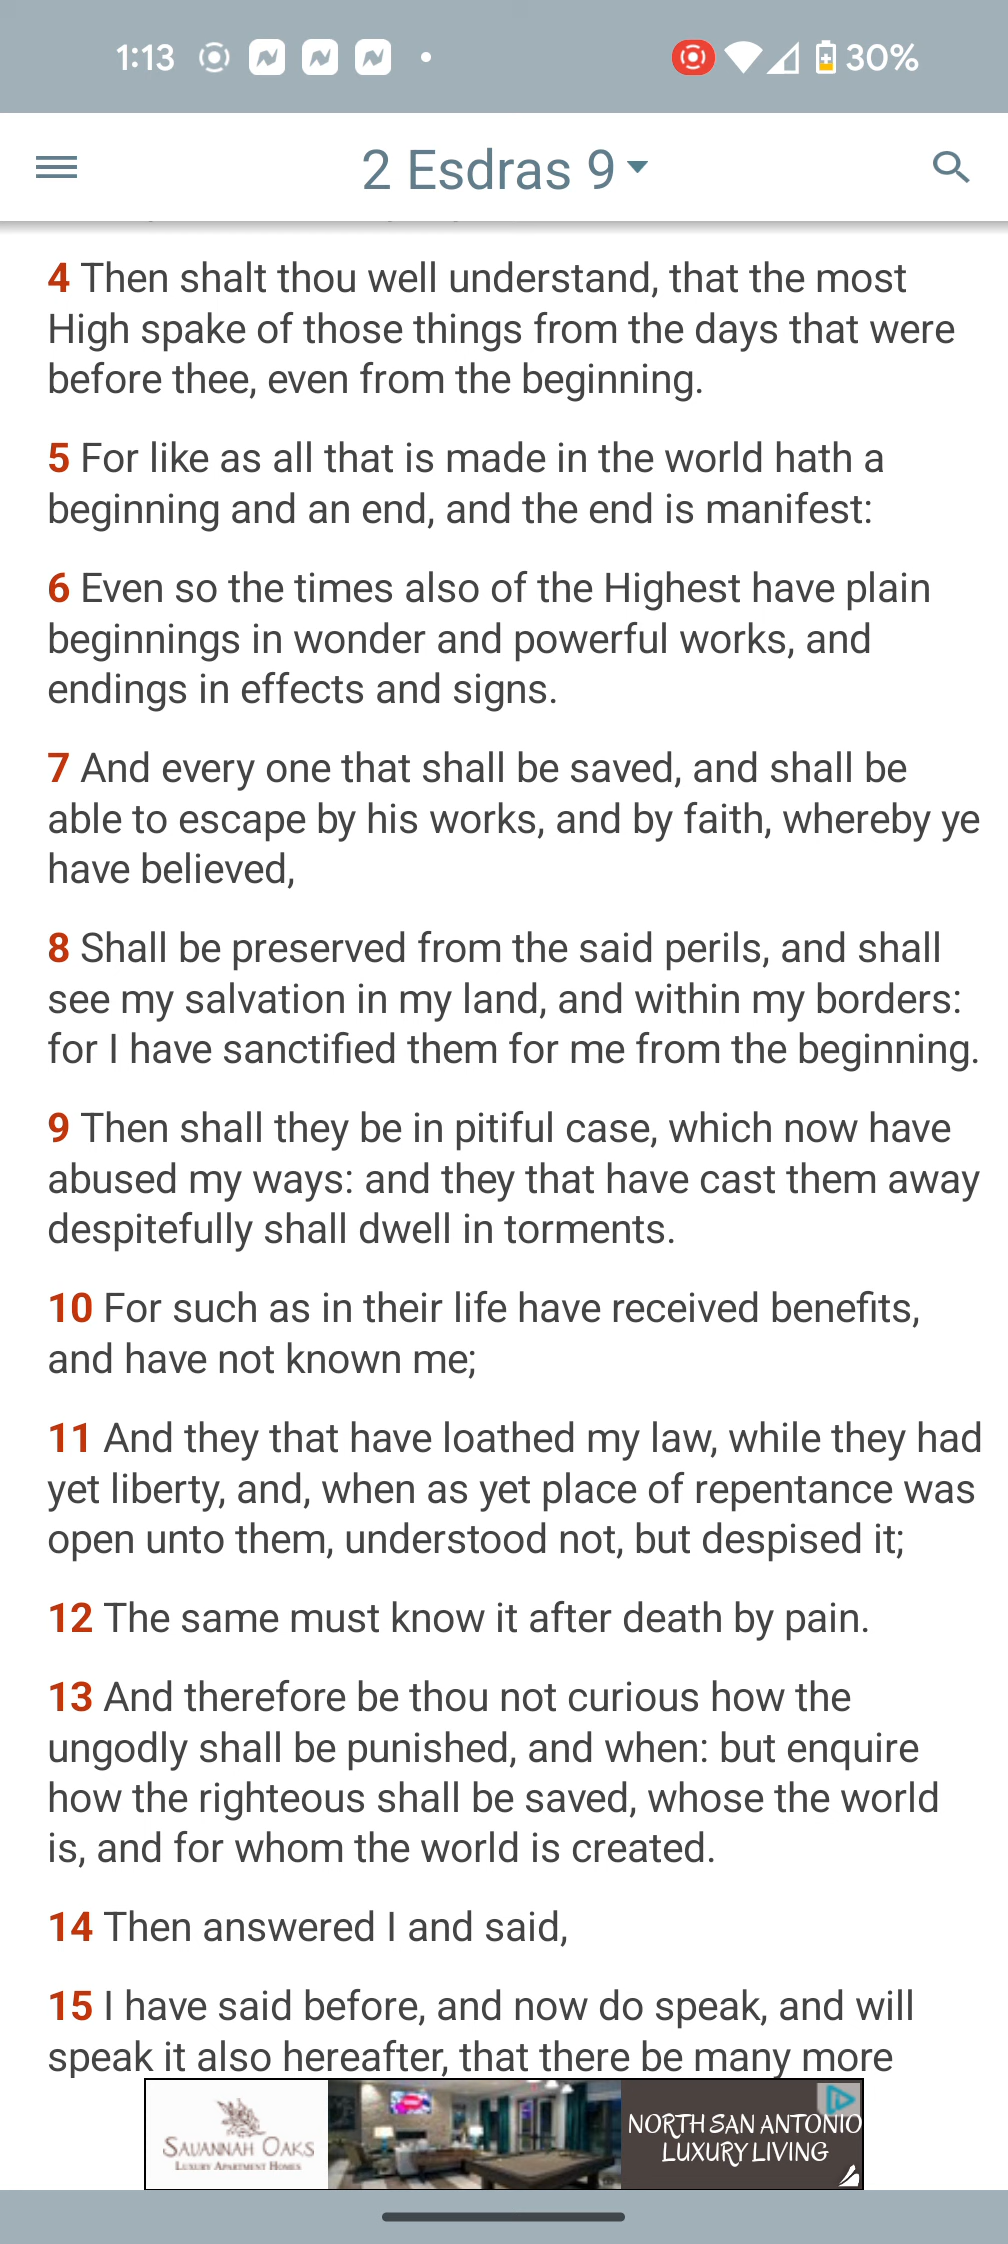 1:13
30%
2 Esdras 9
4 Then shalt thou well understand, that the most
High spake of those things from the days that were
before thee, even from the beginning.
5 For like as all that is made in the world hath a
beginning and an end, and the end is manifest:
6 Even so the times also of the Highest have plain
beginnings in wonder and powerful works, and
endings in effects and signs.
7 And every one that shall be saved, and shall be
able to escape by his works, and by faith, whereby ye
have believed,
8 Shall be preserved from the said perils, and shall
see my salvation in my land, and within my borders:
for I have sanctified them for me from the beginning.
9 Then shall they be in pitiful case, which now have
abused my ways: and they that have cast them away
despitefully shall dwell in torments.
10 For such as in their life have received benefits,
and have not known me;
11 And they that have loathed my law, while they had
yet liberty, and, when as yet place of repentance was
open unto them, understood not, but despised it;
12 The same must know it after death by pain.
13 And therefore be thou not curious how the
ungodly shall be punished, and when: but enquire
how the righteous shall be saved, whose the world
is, and for whom the world is created.
14 Then answered I and said,
15 I have said before, and now do speak, and will
speak it also hereafter, that there be many more
SAVANNAH OAKS
LUXURY APARTMENT HOMES
NORTH SAN ANTONIO
LUXURY LIVING